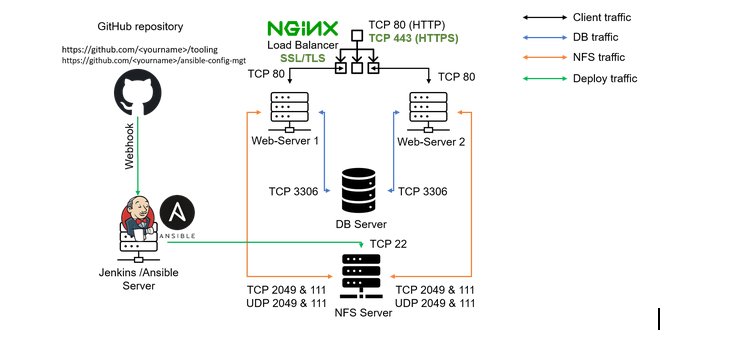 GitHub repository
https://github.com/<yourname>/tooling
https://github.com/<yourname>/ansible-config-mgt
Webhook
ANSIBLE
Jenkins /Ansible
Server
NGINX
Load Balancer
SSL/TLS
TCP 80 (HTTP)
TCP 443 (HTTPS)
TCP 80
TCP 80
Web-Server 1
Web-Server 2
TCP 3306
TCP 3306
DB Server
TCP 22
TCP 2049 & 111
UDP 2049 & 111
TCP 2049 & 111
UDP 2049 & 111
NFS Server
Client traffic
DB traffic
NFS traffic
Deploy traffic